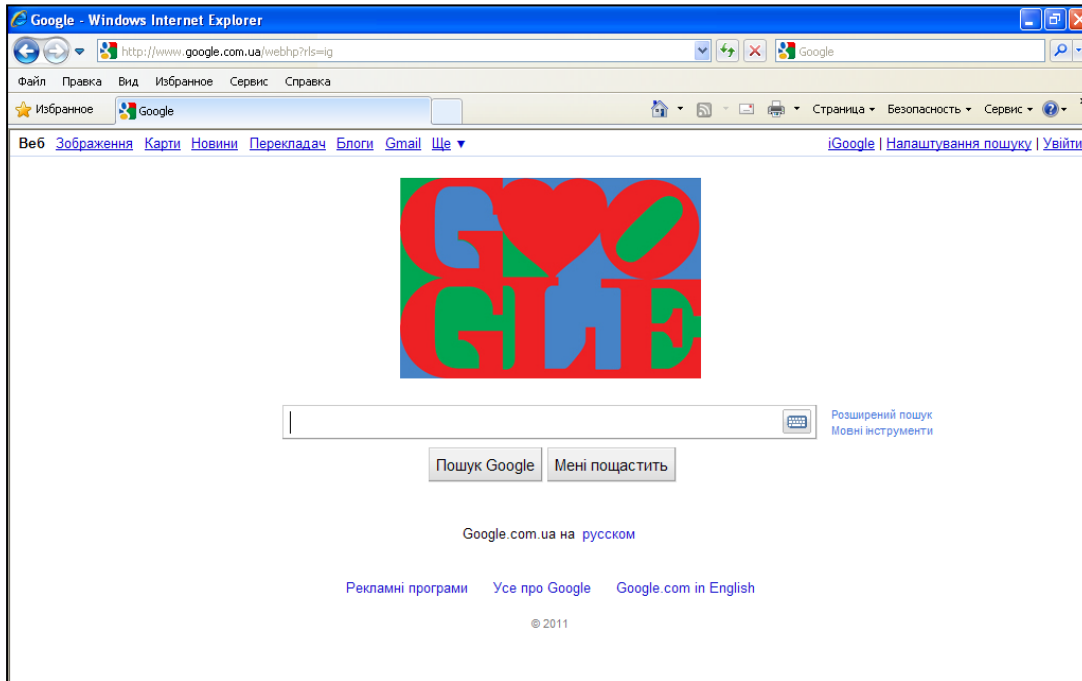 Google - Windows Internet Explorer
http://www.google.com.ua/webhp?rls=ig
Google
Файл Правка Вид Избранное Сервис Справка
Избранное Google Страница Безопасность Сервис
Веб Зображення Карти Новини Перекладач Блоги Gmail Ще ▼ iGoogle | Налаштування пошуку | Увійти
G♥O
GLE
Розширений пошук
Мовні інструменти
Пошук Google Мені пощастить
Google.com.ua на русском
Рекламні програми Усе про Google Google.com in English
© 2011